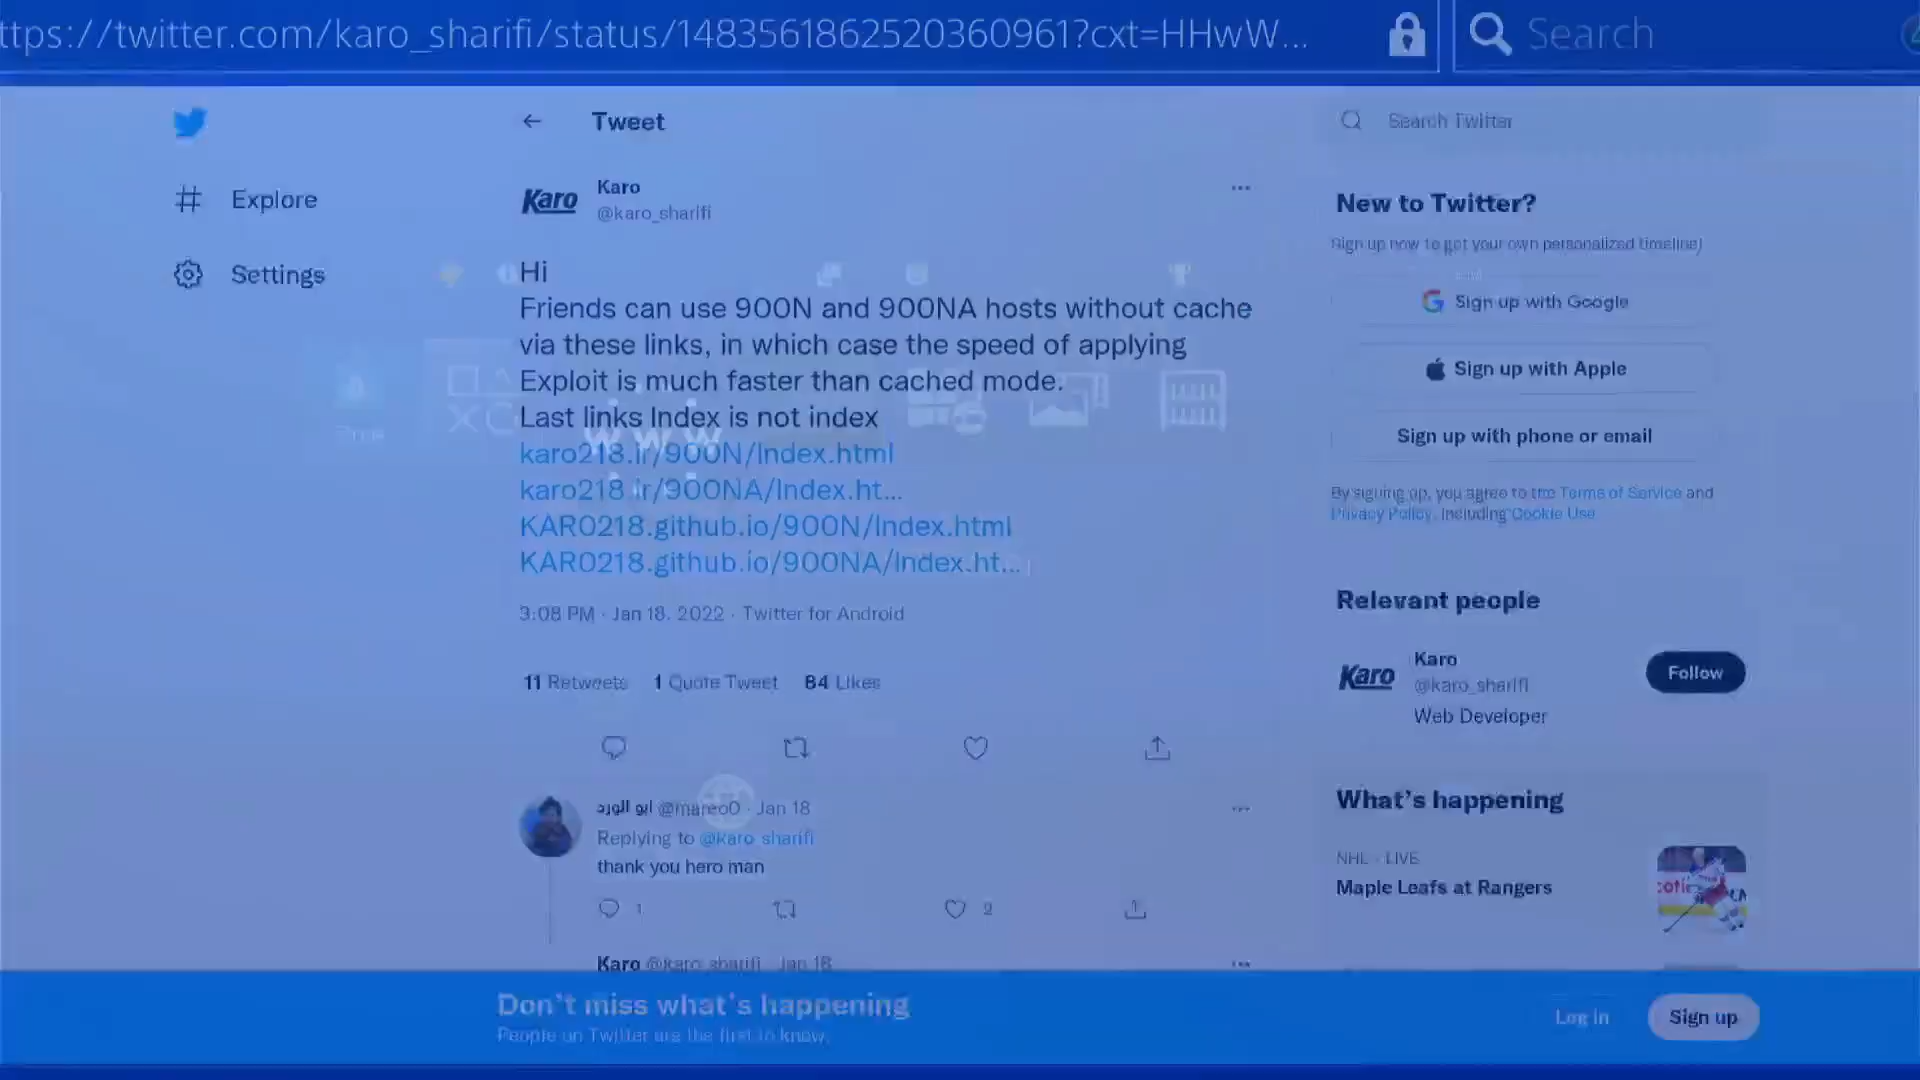 ttps://twitter.com/karo_sharifi/status/1483561862520360961?cxt=HHwW...
Search
Tweet
Search Twitter
Explore
Settings
Karo
Karo
@karo_sharifi
Hi
Friends can use 900N and 900NA hosts without cache
via these links, in which case the speed of applying
Exploit is much faster than cached mode.
Last links Index is not index
karo218.ir/900N/Index.html
karo218.ir/900NA/Index.ht...
KARO218.github.io/900N/Index.html
KARO218.github.io/900NA/Index.ht...
3:08 PM · Jan 18, 2022 · Twitter for Android
11 Retweets 1 Quote Tweet 84 Likes
ابو الورد @mareo0 · Jan 18
Replying to @karo_sharifi
thank you hero man
1
2
Karo @karo_sharifi · Jan 18
New to Twitter?
Sign up now to get your own personalized timeline!
Sign up with Google
Sign up with Apple
Sign up with phone or email
By signing up, you agree to the Terms of Service and
Privacy Policy, including Cookie Use.
Relevant people
Karo
Karo
@karo_sharifi
Web Developer
Follow
What's happening
NHL · LIVE
Maple Leafs at Rangers
Don't miss what's happening
People on Twitter are the first to know.
Log in
Sign up